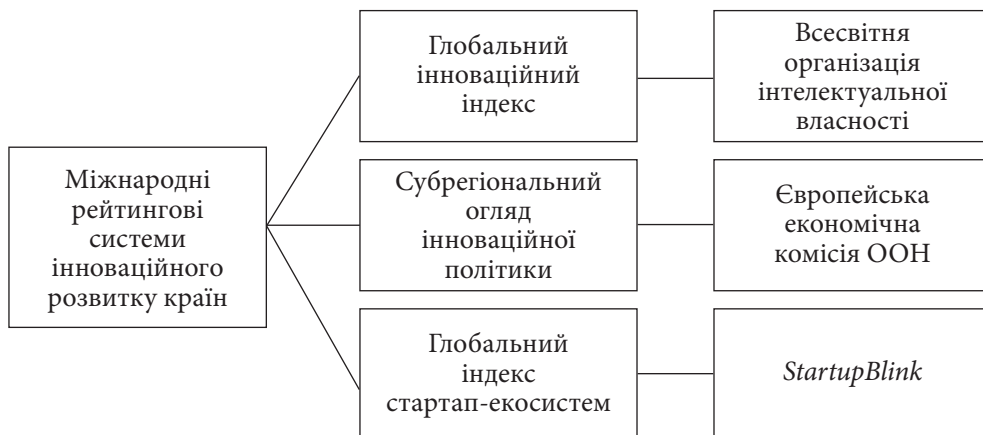 Міжнародні
рейтингові
системи
інноваційного
розвитку країн
Глобальний
інноваційний
індекс
Всесвітня
організація
інтелектуальної
власності
Субрегіональний
огляд
інноваційної
політики
Європейська
економічна
комісія ООН
Глобальний
індекс
стартап-екосистем
StartupBlink